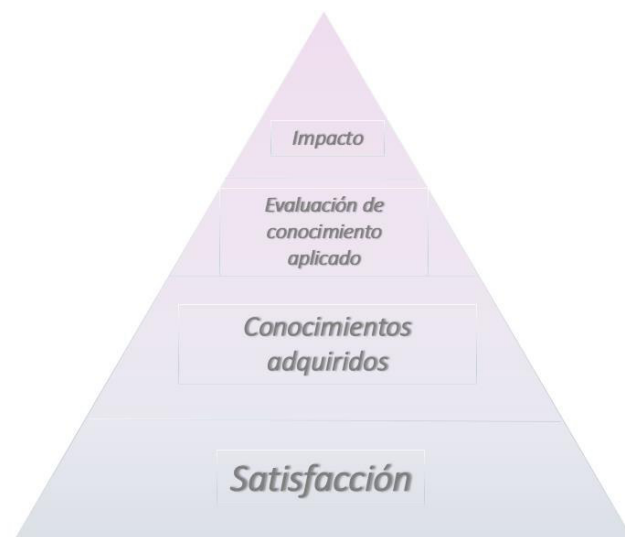 Impacto
Evaluación de
conocimiento
aplicado
Conocimientos
adquiridos
Satisfacción